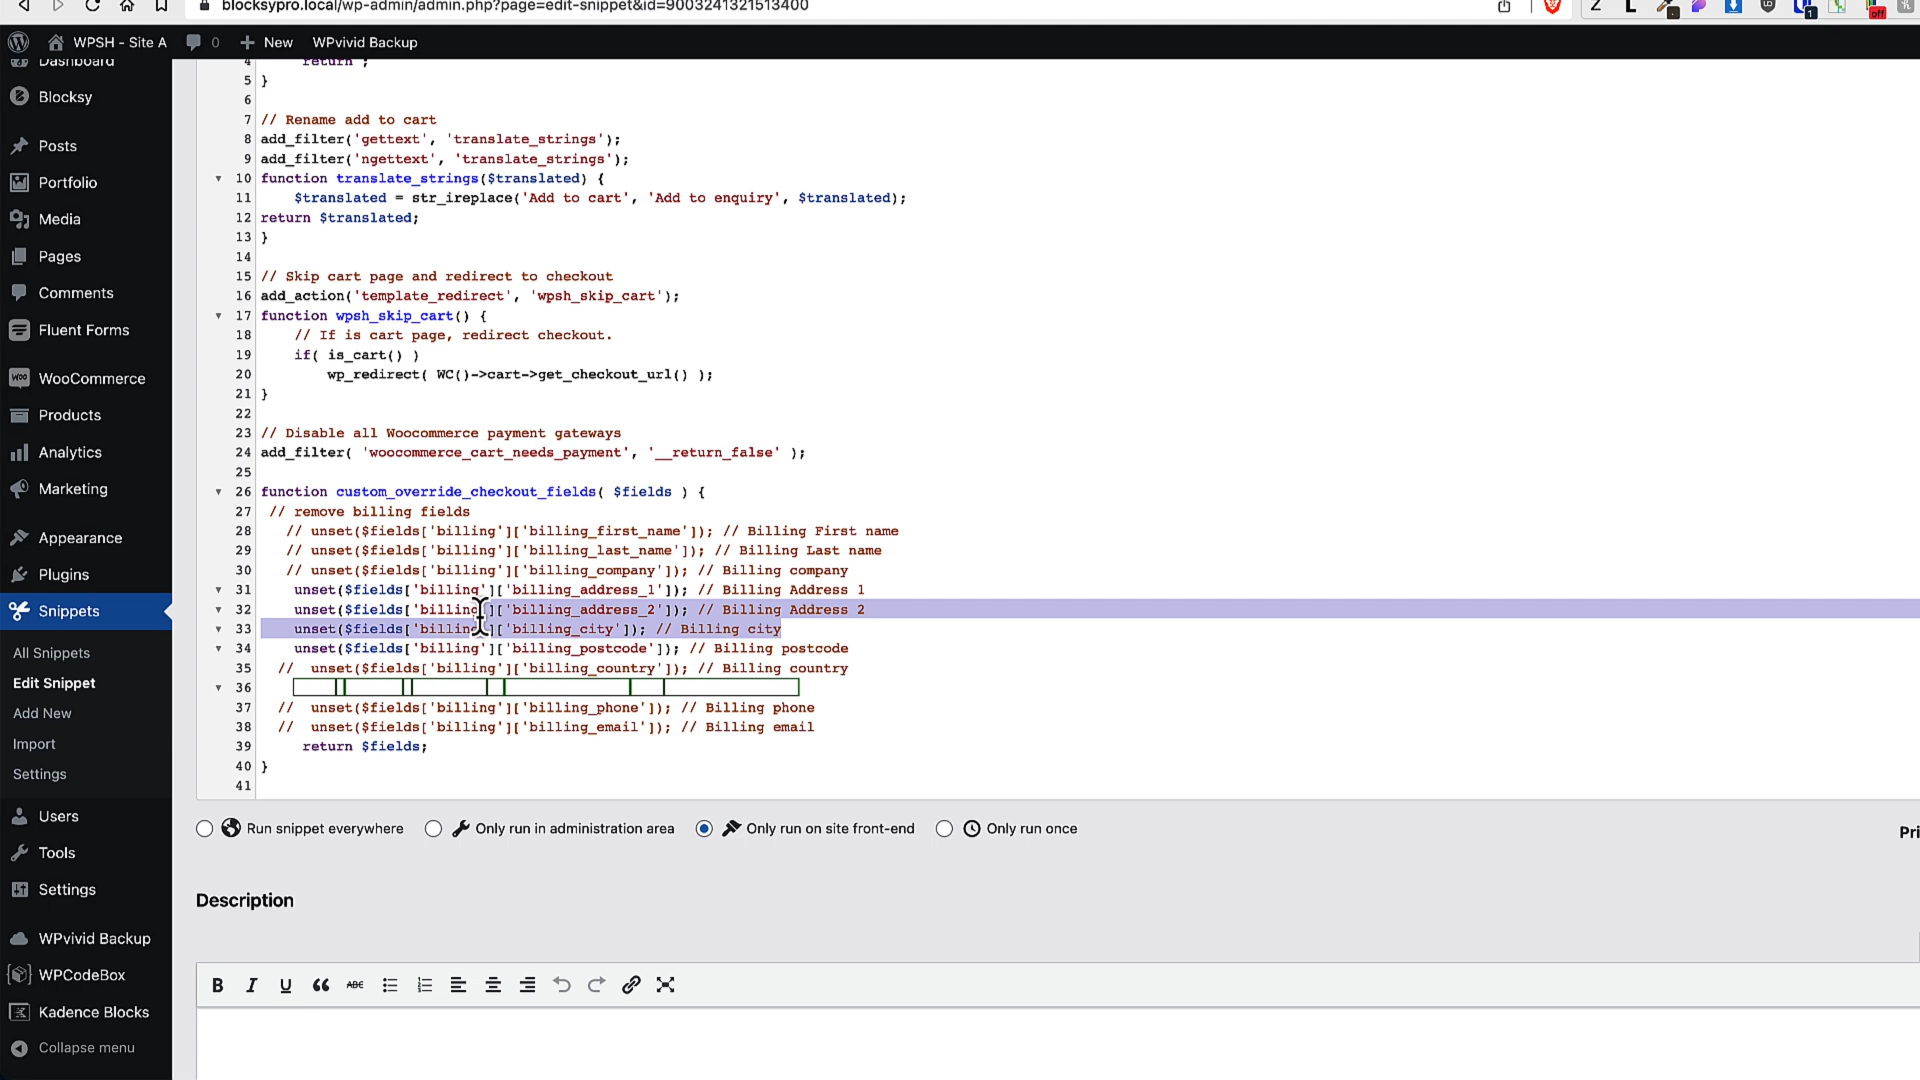 blocksypro.local/wp-admin/admin.php?page=edit-snippet&id=9003241321513400
WPSH - Site A
0
New
WPvivid Backup
Dashboard
Blocksy
Posts
Portfolio
Media
Pages
Comments
Fluent Forms
WooCommerce
Products
Analytics
Marketing
Appearance
Plugins
Snippets
All Snippets
Edit Snippet
Add New
Import
Settings
Users
Tools
Settings
WPvivid Backup
WPCodeBox
Kadence Blocks
Collapse menu
4 return ;
5 }
6
7 // Rename add to cart
8 add_filter('gettext', 'translate_strings');
9 add_filter('ngettext', 'translate_strings');
10 function translate_strings($translated) {
11 $translated = str_ireplace('Add to cart', 'Add to enquiry', $translated);
12 return $translated;
13 }
14
15 // Skip cart page and redirect to checkout
16 add_action('template_redirect', 'wpsh_skip_cart');
17 function wpsh_skip_cart() {
18 // If is cart page, redirect checkout.
19 if( is_cart() )
20 wp_redirect( WC()->cart->get_checkout_url() );
21 }
22
23 // Disable all Woocommerce payment gateways
24 add_filter( 'woocommerce_cart_needs_payment', '__return_false' );
25
26 function custom_override_checkout_fields( $fields ) {
27 // remove billing fields
28 // unset($fields['billing']['billing_first_name']); // Billing First name
29 // unset($fields['billing']['billing_last_name']); // Billing Last name
30 // unset($fields['billing']['billing_company']); // Billing company
31 unset($fields['billing']['billing_address_1']); // Billing Address 1
32 unset($fields['billing']['billing_address_2']); // Billing Address 2
33 unset($fields['billing']['billing_city']); // Billing city
34 unset($fields['billing']['billing_postcode']); // Billing postcode
35 // unset($fields['billing']['billing_country']); // Billing country
36
37 // unset($fields['billing']['billing_phone']); // Billing phone
38 // unset($fields['billing']['billing_email']); // Billing email
39 return $fields;
40 }
41
Run snippet everywhere
Only run in administration area
Only run on site front-end
Only run once
Pri
Description
B I U ABC
Z L
1
off